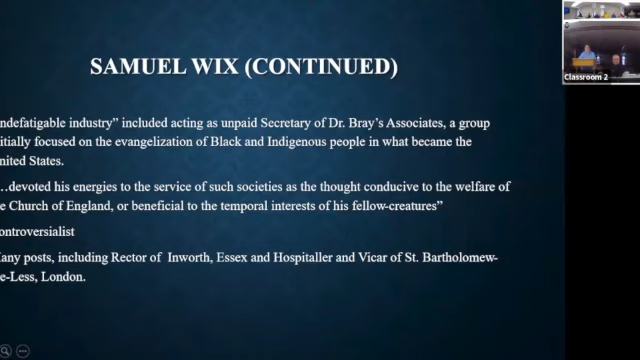 SAMUEL WIX (CONTINUED)
ndefatigable industry” included acting as unpaid Secretary of Dr. Bray’s Associates, a group
itially focused on the evangelization of Black and Indigenous people in what became the
nited States.
...devoted his energies to the service of such societies as the thought conducive to the welfare of
e Church of England, or beneficial to the temporal interests of his fellow-creatures”
ontroversialist
any posts, including Rector of Inworth, Essex and Hospitaller and Vicar of St. Bartholomew-
e-Less, London.
Classroom 2